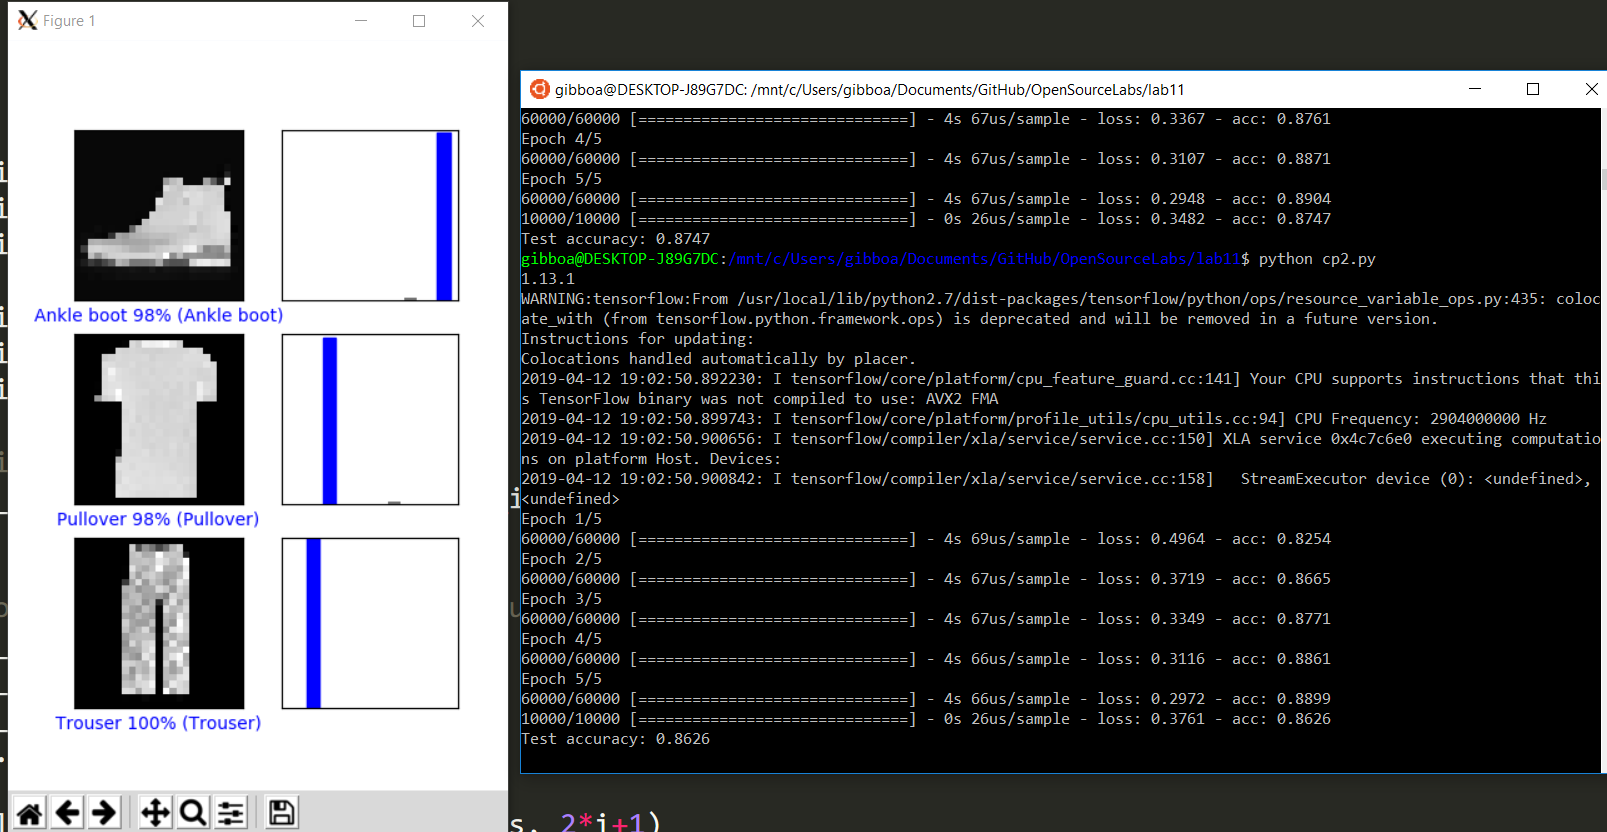 Figure 1
Ankle boot 98% (Ankle boot)
Pullover 98% (Pullover)
Trouser 100% (Trouser)
gibboa@DESKTOP-J89G7DC: /mnt/c/Users/gibboa/Documents/GitHub/OpenSourceLabs/lab11
60000/60000 [==============================] - 4s 67us/sample - loss: 0.3367 - acc: 0.8761
Epoch 4/5
60000/60000 [==============================] - 4s 67us/sample - loss: 0.3107 - acc: 0.8871
Epoch 5/5
60000/60000 [==============================] - 4s 67us/sample - loss: 0.2948 - acc: 0.8904
10000/10000 [==============================] - 0s 26us/sample - loss: 0.3482 - acc: 0.8747
Test accuracy: 0.8747
gibboa@DESKTOP-J89G7DC:/mnt/c/Users/gibboa/Documents/GitHub/OpenSourceLabs/lab11$ python cp2.py
1.13.1
WARNING:tensorflow:From /usr/local/lib/python2.7/dist-packages/tensorflow/python/ops/resource_variable_ops.py:435: coloc
ate_with (from tensorflow.python.framework.ops) is deprecated and will be removed in a future version.
Instructions for updating:
Colocations handled automatically by placer.
2019-04-12 19:02:50.892230: I tensorflow/core/platform/cpu_feature_guard.cc:141] Your CPU supports instructions that thi
s TensorFlow binary was not compiled to use: AVX2 FMA
2019-04-12 19:02:50.899743: I tensorflow/core/platform/profile_utils/cpu_utils.cc:94] CPU Frequency: 2904000000 Hz
2019-04-12 19:02:50.900656: I tensorflow/compiler/xla/service/service.cc:150] XLA service 0x4c7c6e0 executing computatio
ns on platform Host. Devices:
2019-04-12 19:02:50.900842: I tensorflow/compiler/xla/service/service.cc:158]   StreamExecutor device (0): <undefined>,
<undefined>
Epoch 1/5
60000/60000 [==============================] - 4s 69us/sample - loss: 0.4964 - acc: 0.8254
Epoch 2/5
60000/60000 [==============================] - 4s 67us/sample - loss: 0.3719 - acc: 0.8665
Epoch 3/5
60000/60000 [==============================] - 4s 67us/sample - loss: 0.3349 - acc: 0.8771
Epoch 4/5
60000/60000 [==============================] - 4s 66us/sample - loss: 0.3116 - acc: 0.8861
Epoch 5/5
60000/60000 [==============================] - 4s 66us/sample - loss: 0.2972 - acc: 0.8899
10000/10000 [==============================] - 0s 26us/sample - loss: 0.3761 - acc: 0.8626
Test accuracy: 0.8626
s, 2*i+1)